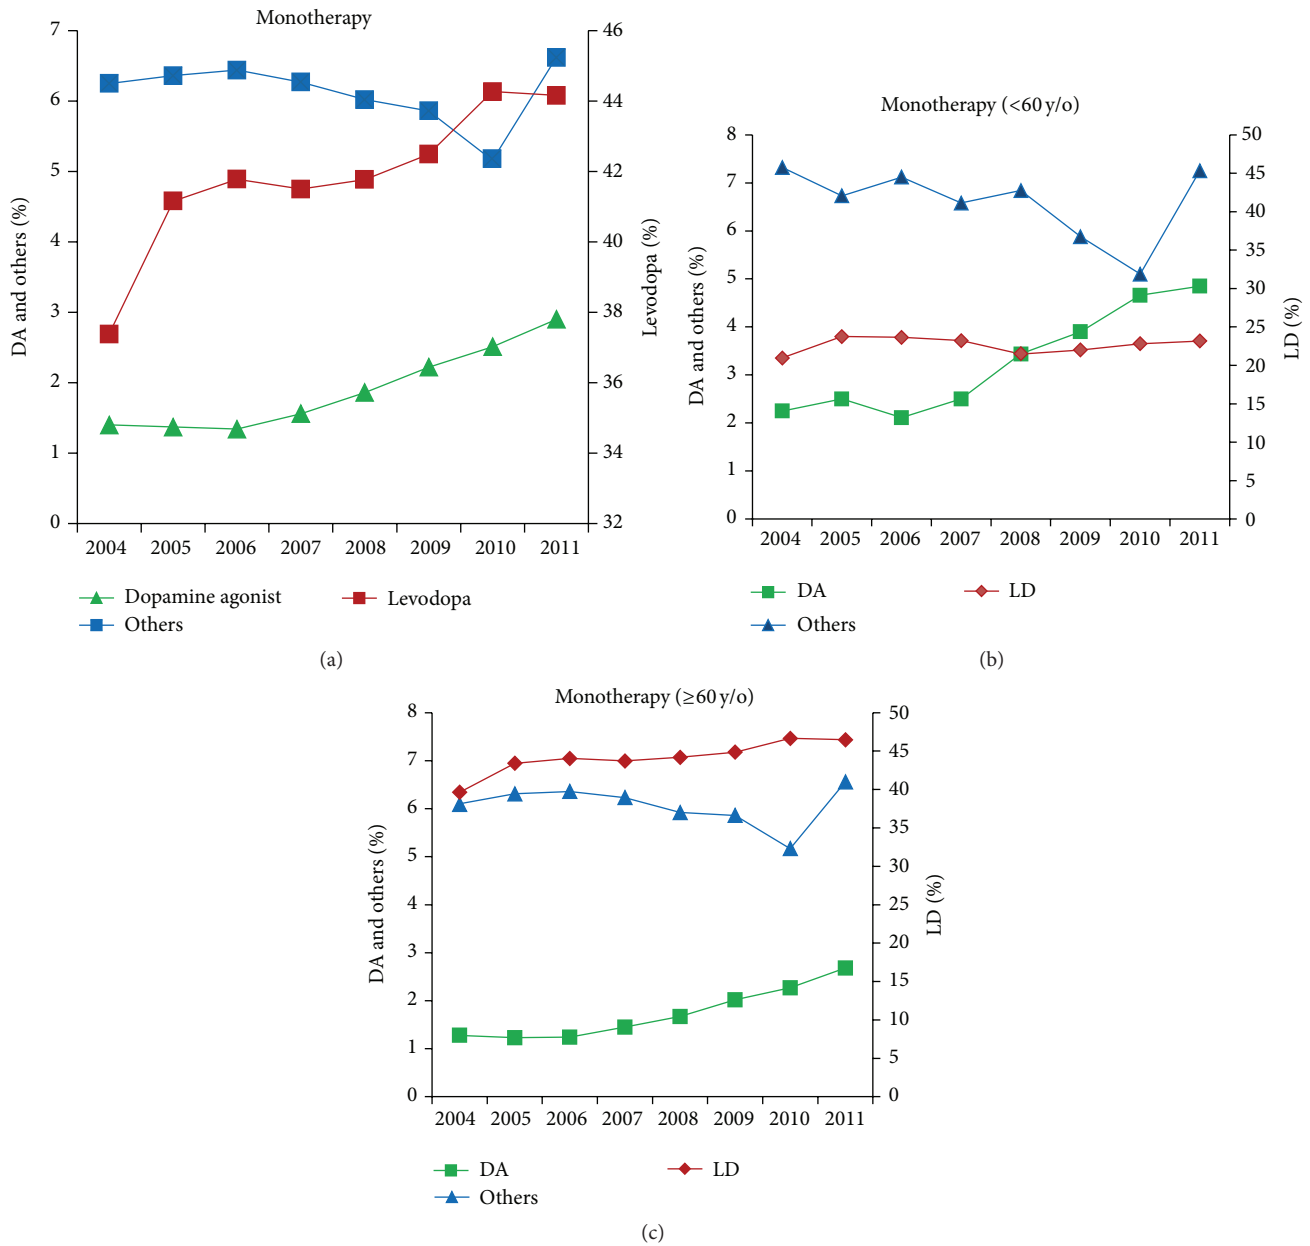 Monotherapy
7
6
5
4
3
2
1
0
DA and others (%)
46
44
42
40
38
36
34
32
Levodopa (%)
2004 2005 2006 2007 2008 2009 2010 2011
Dopamine agonist Levodopa
Others
(a)
Monotherapy (<60 y/o)
8
7
6
5
4
3
2
1
0
DA and others (%)
50
45
40
35
30
25
20
15
10
5
0
LD (%)
2004 2005 2006 2007 2008 2009 2010 2011
DA LD
Others
(b)
Monotherapy (≥60 y/o)
8
7
6
5
4
3
2
1
0
DA and others (%)
50
45
40
35
30
25
20
15
10
5
0
LD (%)
2004 2005 2006 2007 2008 2009 2010 2011
DA LD
Others
(c)